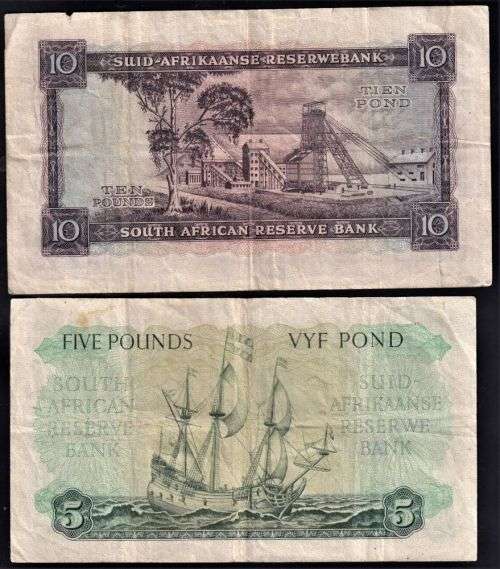 10 SUID-AFRIKAANSE RESERWEBANK 10
TIEN
POND
TEN
POUNDS
10 SOUTH AFRICAN RESERVE BANK 10
FIVE POUNDS VYF POND
SOUTH
AFRICAN
RESERVE
BANK
SUID-
AFRIKAANSE
RESERWE
BANK
5 5